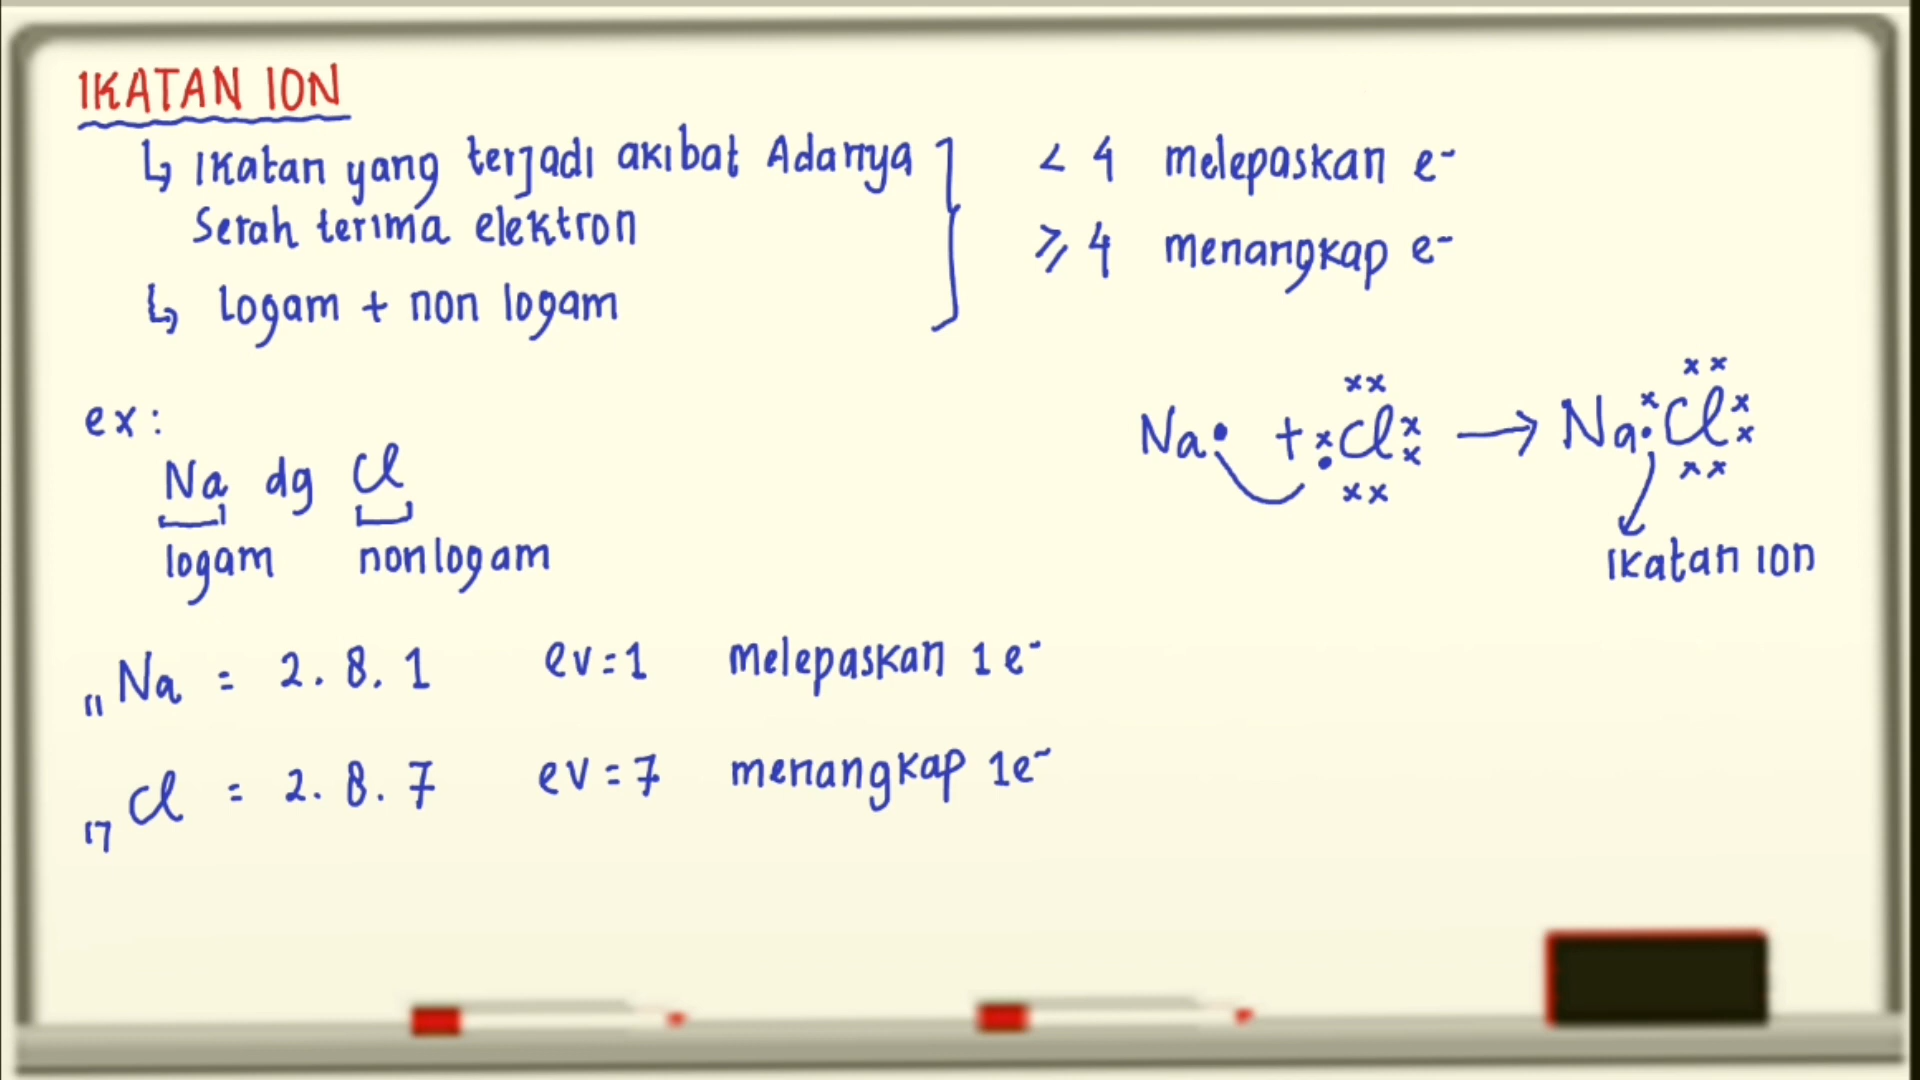 IKATAN ION
↳ Ikatan yang terjadi akibat Adanya
Serah terima elektron
↳ logam + non logam
< 4 melepaskan e⁻
≥ 4 menangkap e⁻
ex:
Na dg Cl
logam nonlogam
Na + Cl → Na Cl
Ikatan ion
₁₁Na = 2. 8. 1 ev=1 melepaskan 1e⁻
₁₇Cl = 2. 8. 7 ev=7 menangkap 1e⁻